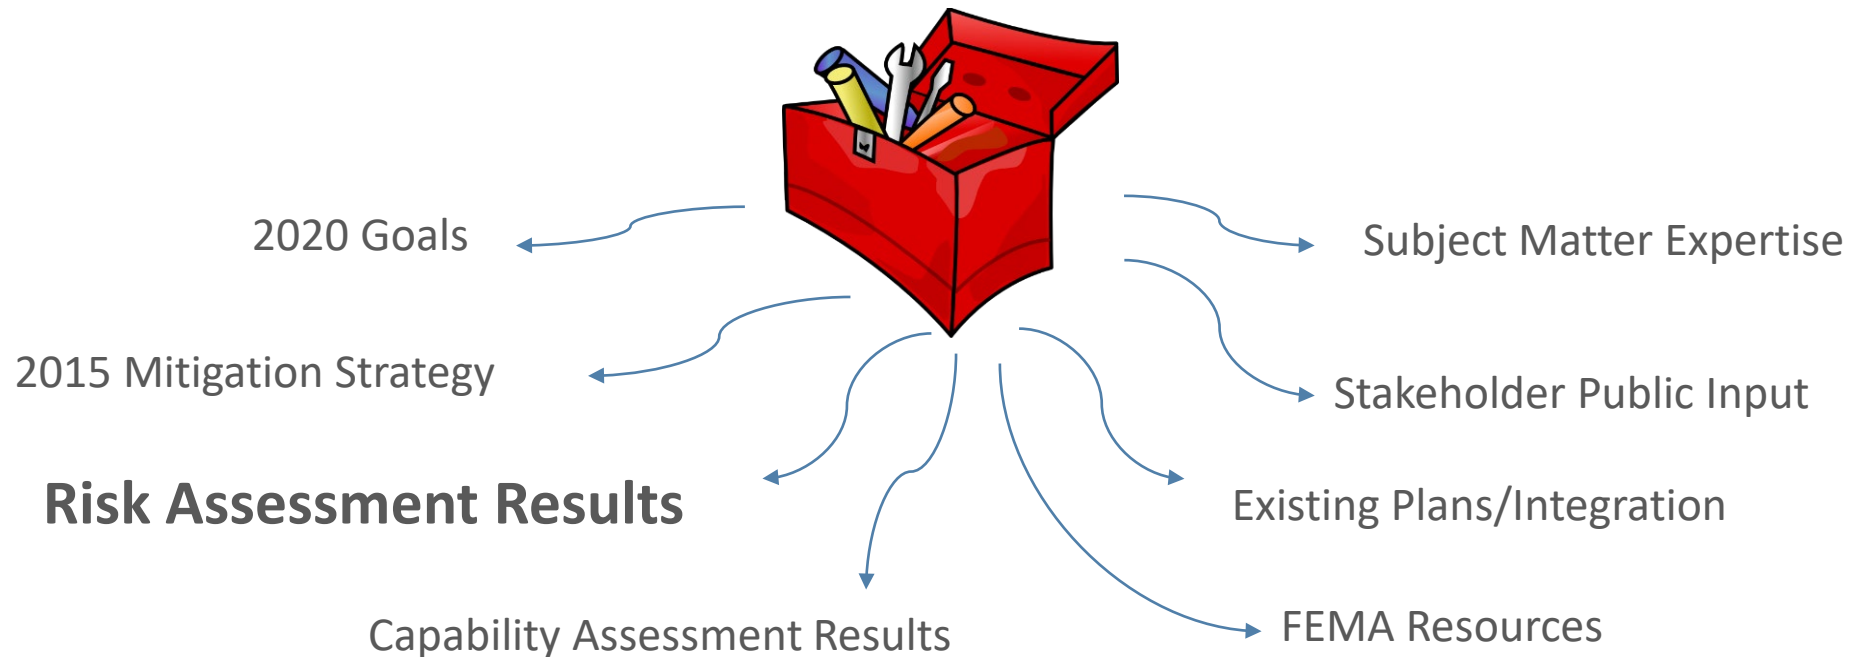 2020 Goals
Subject Matter Expertise
2015 Mitigation Strategy
Stakeholder Public Input
Risk Assessment Results
Existing Plans/Integration
Capability Assessment Results
FEMA Resources